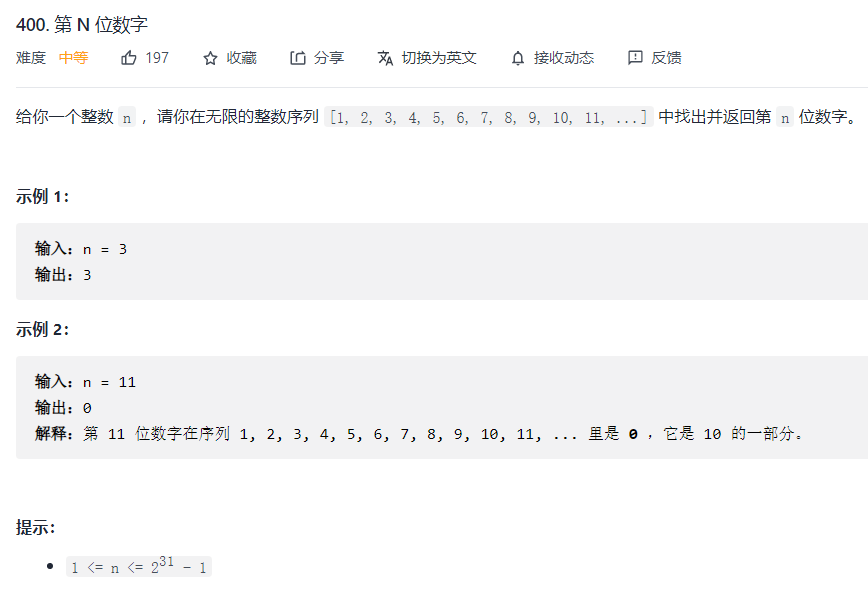 400. 第 N 位数字
难度 中等 197 收藏 分享 切换为英文 接收动态 反馈
给你一个整数 n ，请你在无限的整数序列 [1, 2, 3, 4, 5, 6, 7, 8, 9, 10, 11, ...] 中找出并返回第 n 位数字。
示例 1：
输入：n = 3
输出：3
示例 2：
输入：n = 11
输出：0
解释：第 11 位数字在序列 1, 2, 3, 4, 5, 6, 7, 8, 9, 10, 11, ... 里是 0 ，它是 10 的一部分。
提示：
1 <= n <= 2^31 - 1